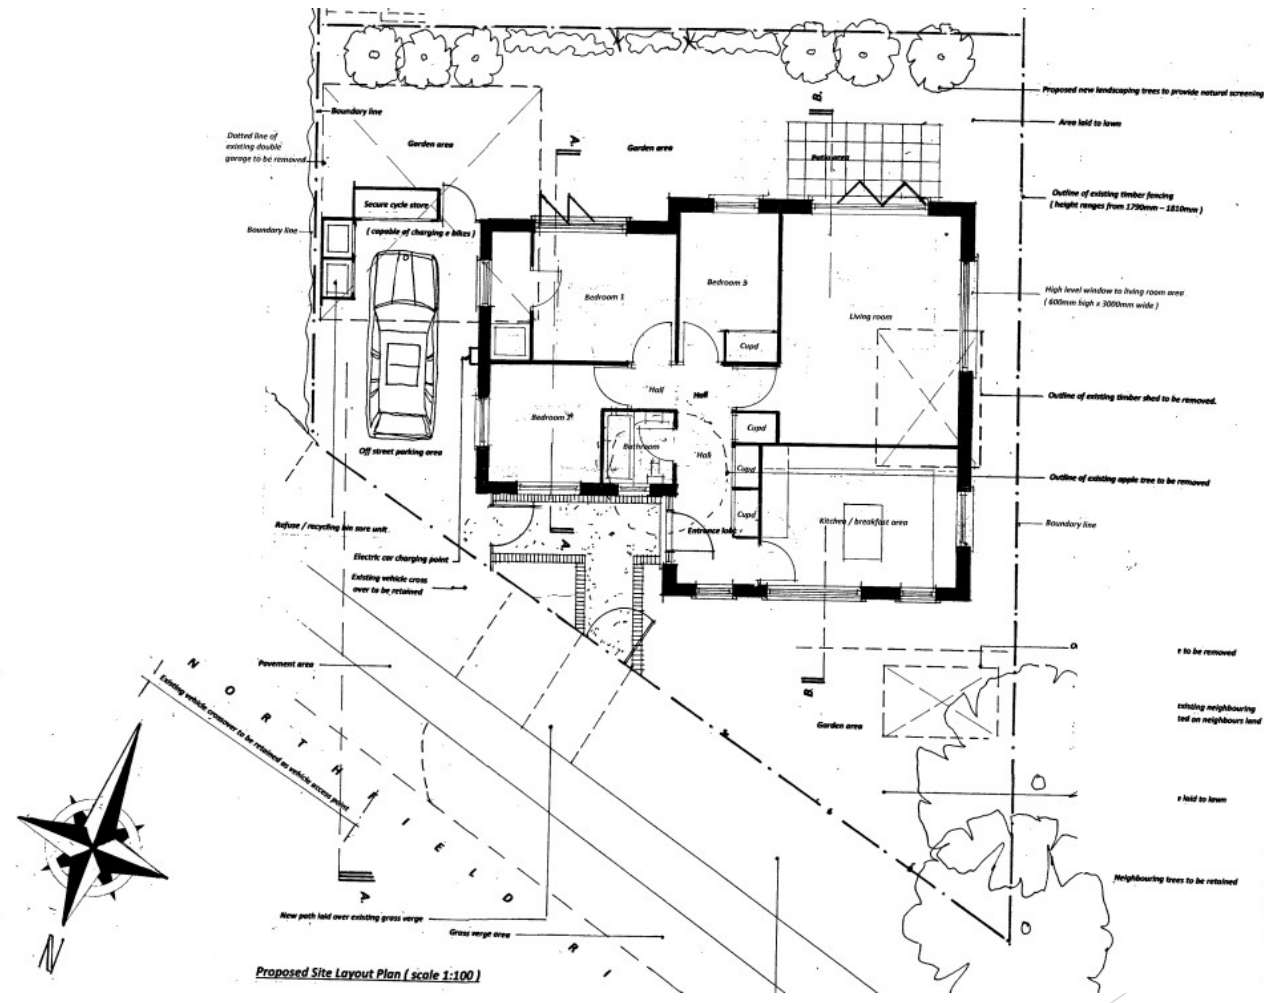 Proposed new landscaping trees to provide natural screening
Boundary line
Area laid to lawn
Dotted line of
existing double
garage to be removed
Garden area
Garden area
Patio area
B.
A.
Outline of existing timber fencing
( height ranges from 1790mm – 1810mm )
Secure cycle store
( capable of charging e bikes )
Boundary line
Bedroom 1
Bedroom 3
Living room
High level window to living room area
( 600mm high x 3000mm wide )
Cupd
Hall
Hall
Outline of existing timber shed to be removed.
Bedroom 2
Cupd
Off street parking area
Bathroom
Hall
Cupd
Outline of existing apple tree to be removed
Refuse / recycling bin sore unit
Cupd
Kitchen / breakfast area
Boundary line
Entrance lobby
A.
Electric car charging point
Existing vehicle cross
over to be retained
Pavement area
to be removed
B.
existing neighbouring
ted on neighbours land
Garden area
Existing vehicle crossover to be retained as vehicle access point
NORTHFIELD RI
laid to lawn
Neighbouring trees to be retained
A.
New path laid over existing grass verge
Grass verge area
N
Proposed Site Layout Plan ( scale 1:100 )